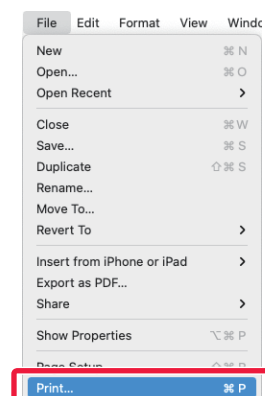 File Edit Format View Windo
New ⌘ N
Open... ⌘ O
Open Recent >
Close ⌘ W
Save... ⌘ S
Duplicate ⇧ ⌘ S
Rename...
Move To...
Revert To >
Insert from iPhone or iPad >
Export as PDF...
Share >
Show Properties ⌥ ⌘ P
Page Setup ⇧ ⌘ P
Print... ⌘ P